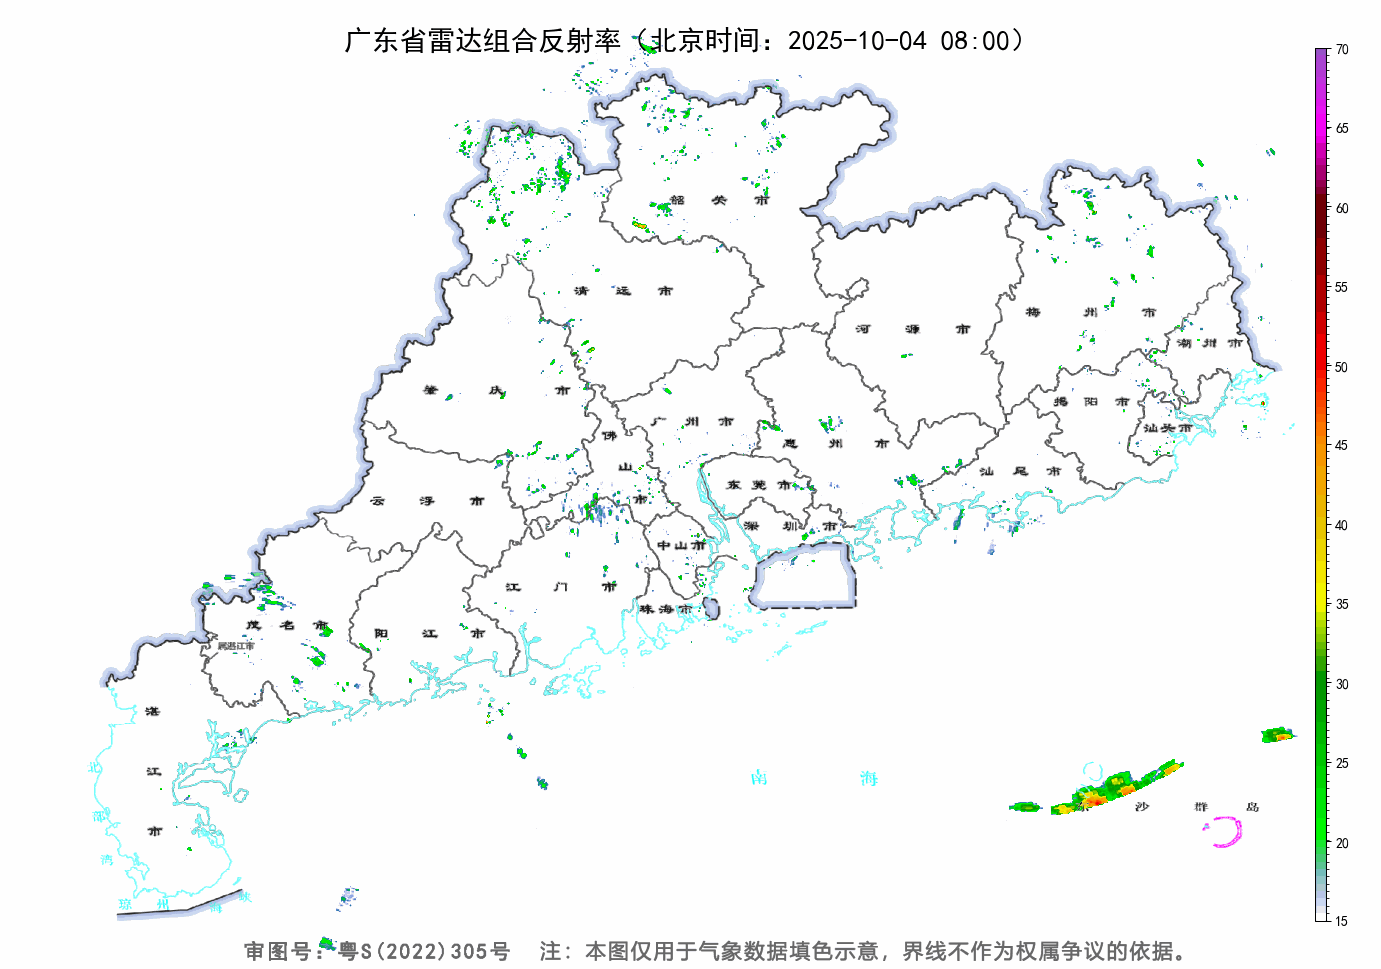 广东省雷达组合反射率（北京时间：2025-10-04 08:00）
70
65
60
55
50
45
40
35
30
25
20
15
韶关市
清远市
河源市
梅州市
潮州市
肇庆市
广州市
揭阳市
汕头市
佛山市
惠州市
汕尾市
云浮市
东莞市
深圳市
中山市
江门市
珠海市
茂名市
属湛江市
阳江市
湛江市
南海
沙群岛
北部湾
琼州海峡
审图号：粤S(2022)305号 注：本图仅用于气象数据填色示意，界线不作为权属争议的依据。